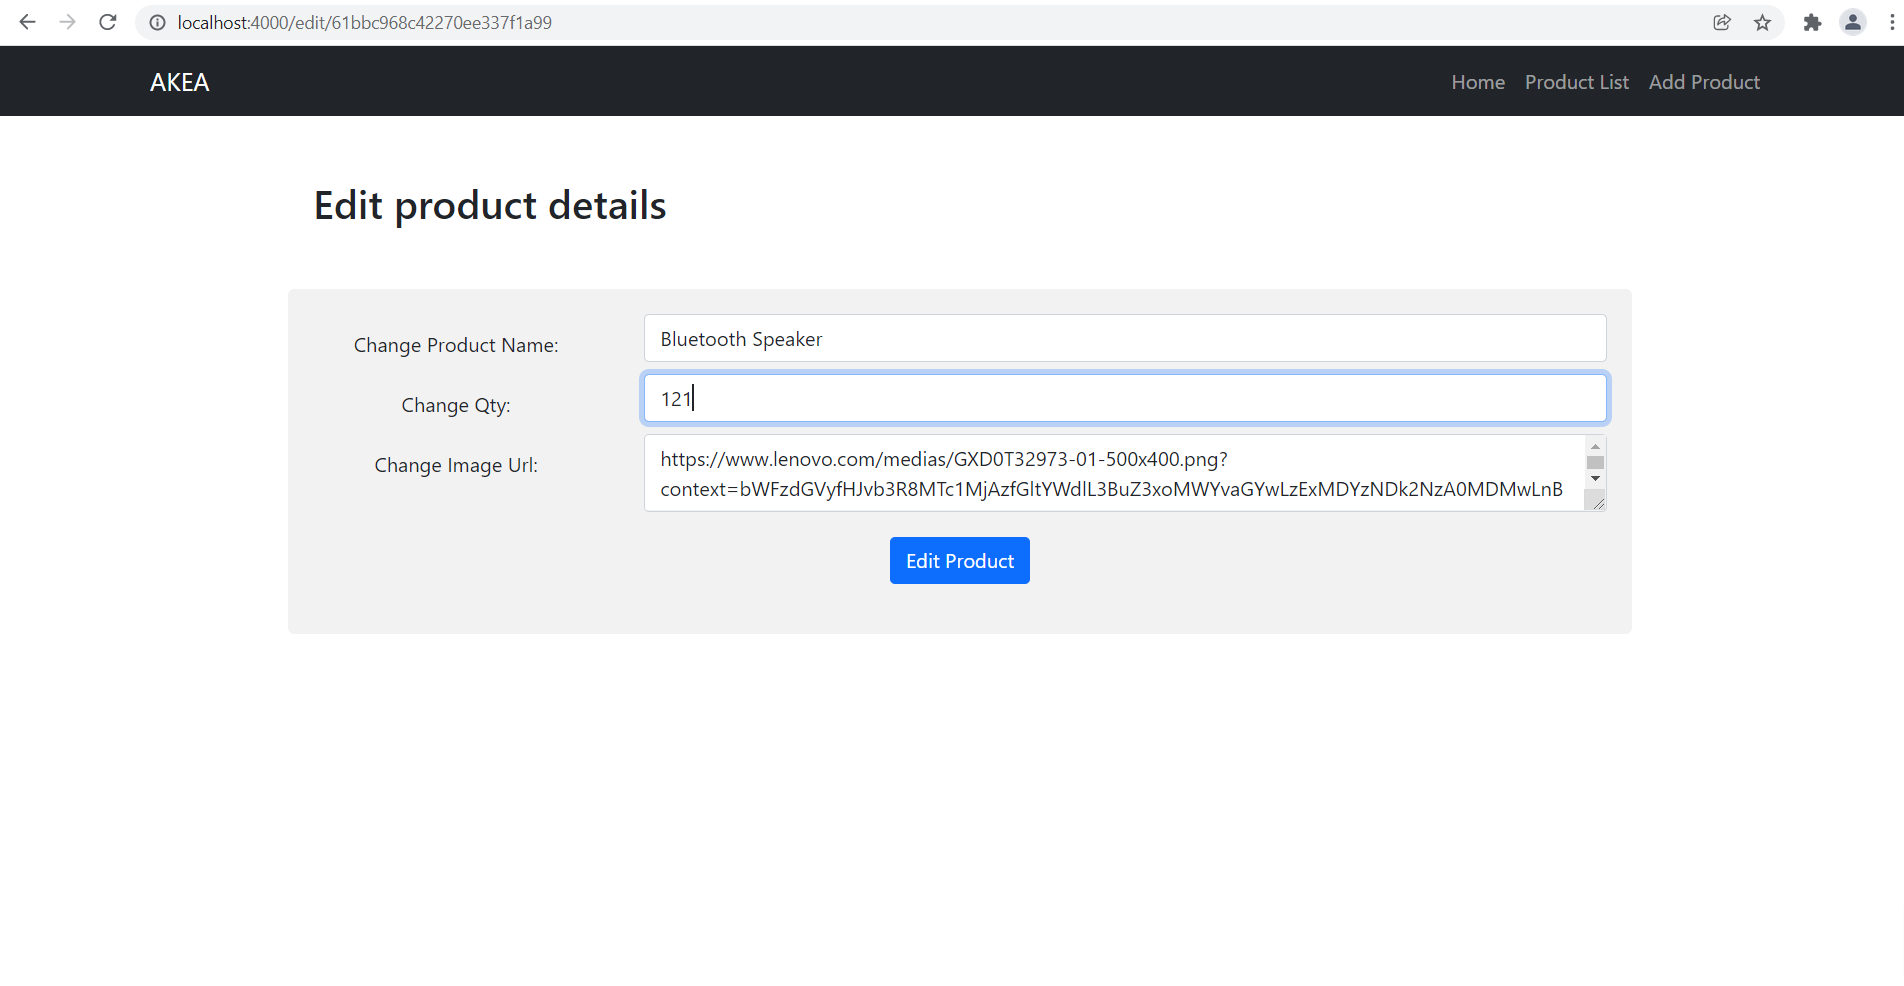 localhost:4000/edit/61bbc968c42270ee337f1a99
AKEA
Home Product List Add Product
Edit product details
Change Product Name: Bluetooth Speaker
Change Qty: 121
Change Image Url: https://www.lenovo.com/medias/GXD0T32973-01-500x400.png?
context=bWFzdGVyfHJvb3R8MTc1MjAzfGltYWdlL3BuZ3xoMWYvaGYwLzExMDYzNDk2NzA0MDMwLnB
Edit Product